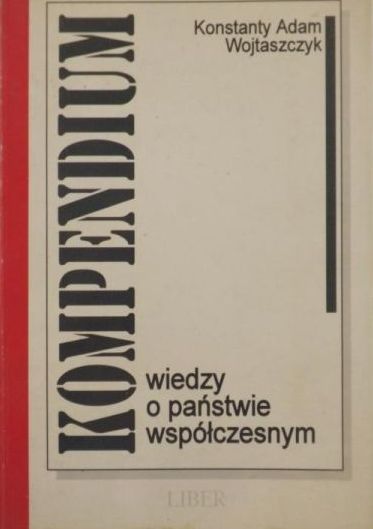 Konstanty Adam
Wojtaszczyk
KOMPENDIUM
wiedzy
o państwie
współczesnym
LIBER